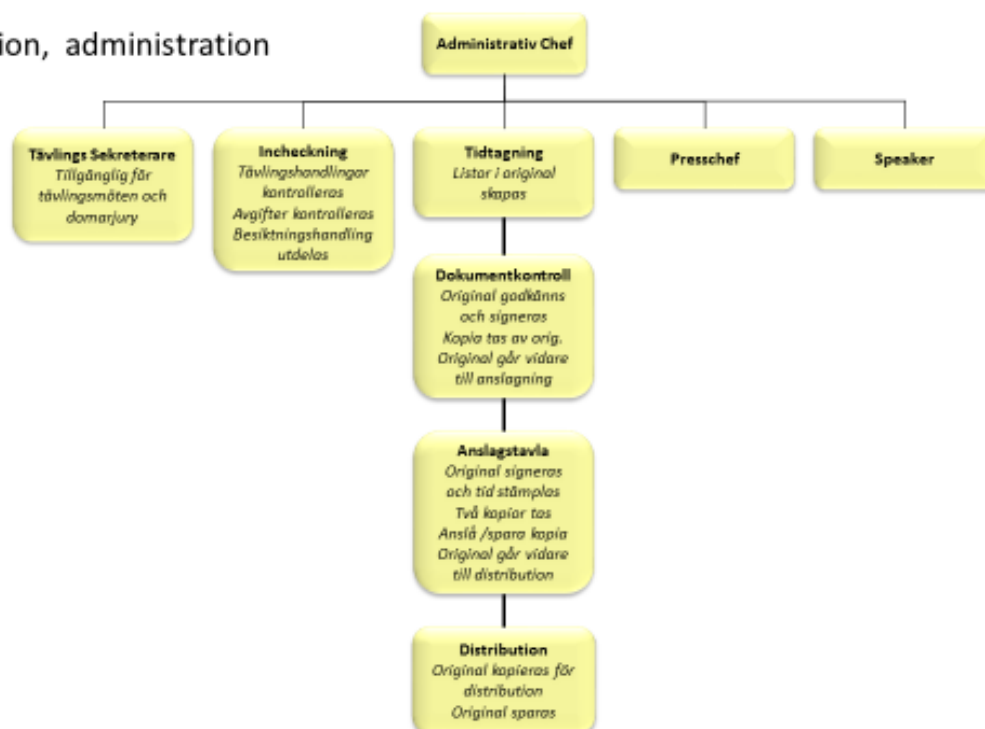 ion, administration
Administrativ Chef
Tävlings Sekreterare
Tillgänglig för
tävlingsmöten och
domarjury
Incheckning
Tävlingshandlingar
kontrolleras
Avgifter kontrolleras
Besiktningshandling
utdelas
Tidtagning
Listor i original
skapas
Presschef
Speaker
Dokumentkontroll
Original godkänns
och signeras
Kopia tas av orig.
Original går vidare
till anslagning
Anslagstavla
Original signeras
och tid stämplas
Två kopior tas
Anslå /spara kopia
Original går vidare
till distribution
Distribution
Original kopieras för
distribution
Original sparas